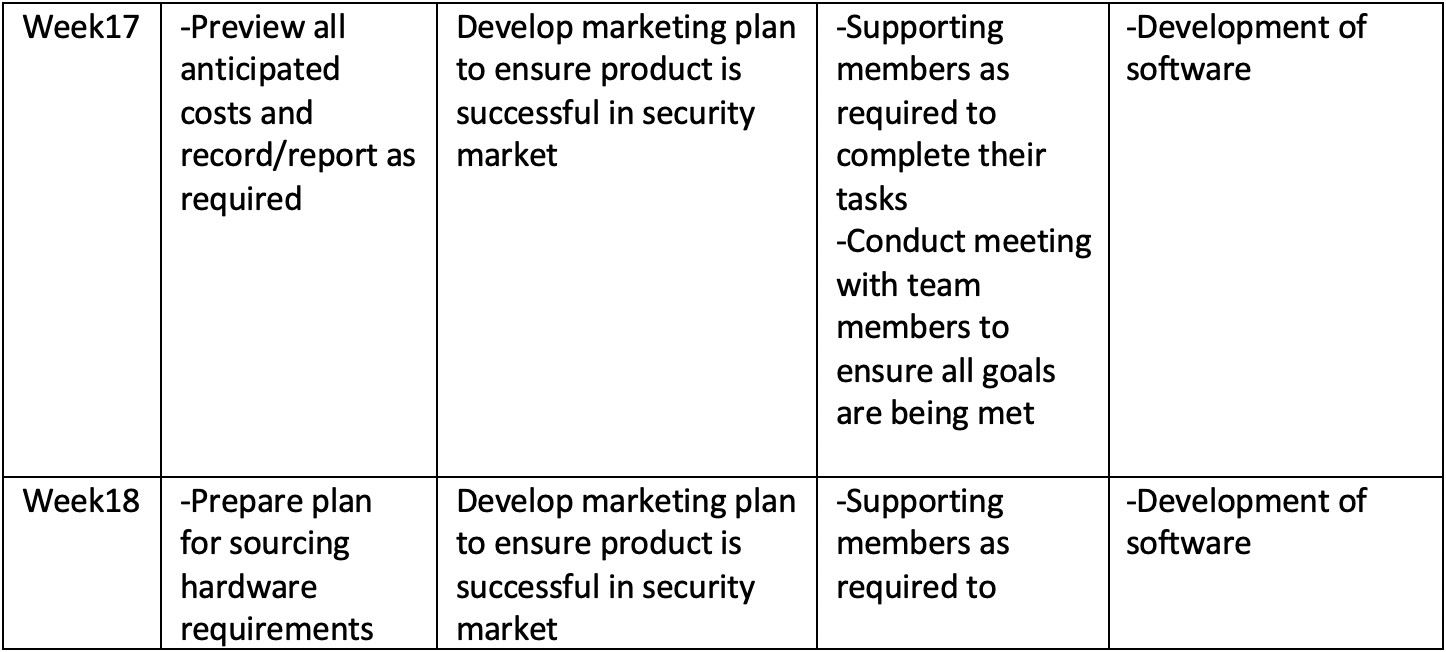 Week17
-Preview all
anticipated
costs and
record/report as
required
Develop marketing plan
to ensure product is
successful in security
market
-Supporting
members as
required to
complete their
tasks
-Conduct meeting
with team
members to
ensure all goals
are being met
-Development of
software
Week18
-Prepare plan
for sourcing
hardware
requirements
Develop marketing plan
to ensure product is
successful in security
market
-Supporting
members as
required to
-Development of
software